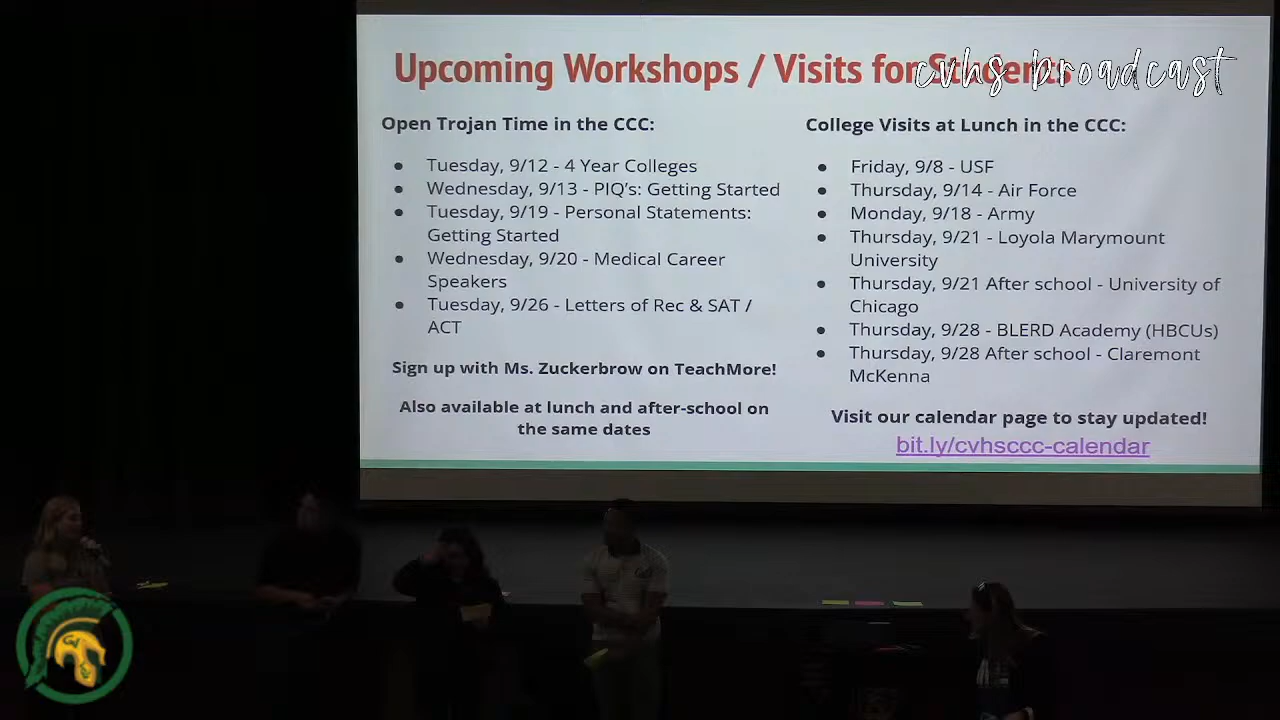 Upcoming Workshops / Visits for Students
cvhs broadcast
Open Trojan Time in the CCC:
● Tuesday, 9/12 - 4 Year Colleges
● Wednesday, 9/13 - PIQ's: Getting Started
● Tuesday, 9/19 - Personal Statements:
Getting Started
● Wednesday, 9/20 - Medical Career
Speakers
● Tuesday, 9/26 - Letters of Rec & SAT /
ACT
Sign up with Ms. Zuckerbrow on TeachMore!
Also available at lunch and after-school on
the same dates
College Visits at Lunch in the CCC:
● Friday, 9/8 - USF
● Thursday, 9/14 - Air Force
● Monday, 9/18 - Army
● Thursday, 9/21 - Loyola Marymount
University
● Thursday, 9/21 After school - University of
Chicago
● Thursday, 9/28 - BLERD Academy (HBCUs)
● Thursday, 9/28 After school - Claremont
McKenna
Visit our calendar page to stay updated!
bit.ly/cvhsccc-calendar
CV